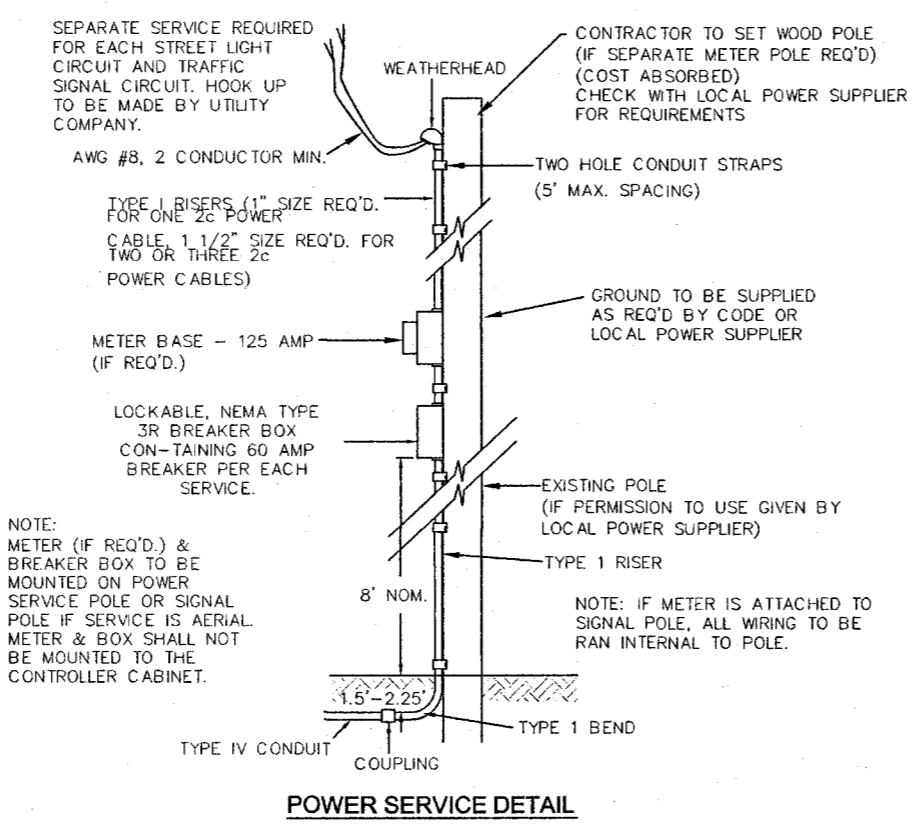 SEPARATE SERVICE REQUIRED
FOR EACH STREET LIGHT
CIRCUIT AND TRAFFIC
SIGNAL CIRCUIT. HOOK UP
TO BE MADE BY UTILITY
COMPANY.
WEATHERHEAD
CONTRACTOR TO SET WOOD POLE
(IF SEPARATE METER POLE REQ'D)
(COST ABSORBED)
CHECK WITH LOCAL POWER SUPPLIER
FOR REQUIREMENTS
AWG #8, 2 CONDUCTOR MIN.
TWO HOLE CONDUIT STRAPS
(5' MAX. SPACING)
TYPE I RISERS (1" SIZE REQ'D.
FOR ONE 2c POWER
CABLE, 1 1/2" SIZE REQ'D. FOR
TWO OR THREE 2c
POWER CABLES)
GROUND TO BE SUPPLIED
AS REQ'D BY CODE OR
LOCAL POWER SUPPLIER
METER BASE - 125 AMP
(IF REQ'D.)
LOCKABLE, NEMA TYPE
3R BREAKER BOX
CON-TAINING 60 AMP
BREAKER PER EACH
SERVICE.
EXISTING POLE
(IF PERMISSION TO USE GIVEN BY
LOCAL POWER SUPPLIER)
NOTE:
METER (IF REQ'D.) &
BREAKER BOX TO BE
MOUNTED ON POWER
SERVICE POLE OR SIGNAL
POLE IF SERVICE IS AERIAL.
METER & BOX SHALL NOT
BE MOUNTED TO THE
CONTROLLER CABINET.
8' NOM.
TYPE 1 RISER
NOTE: IF METER IS ATTACHED TO
SIGNAL POLE, ALL WIRING TO BE
RAN INTERNAL TO POLE.
1.5'-2.25'
TYPE 1 BEND
TYPE IV CONDUIT
COUPLING
POWER SERVICE DETAIL